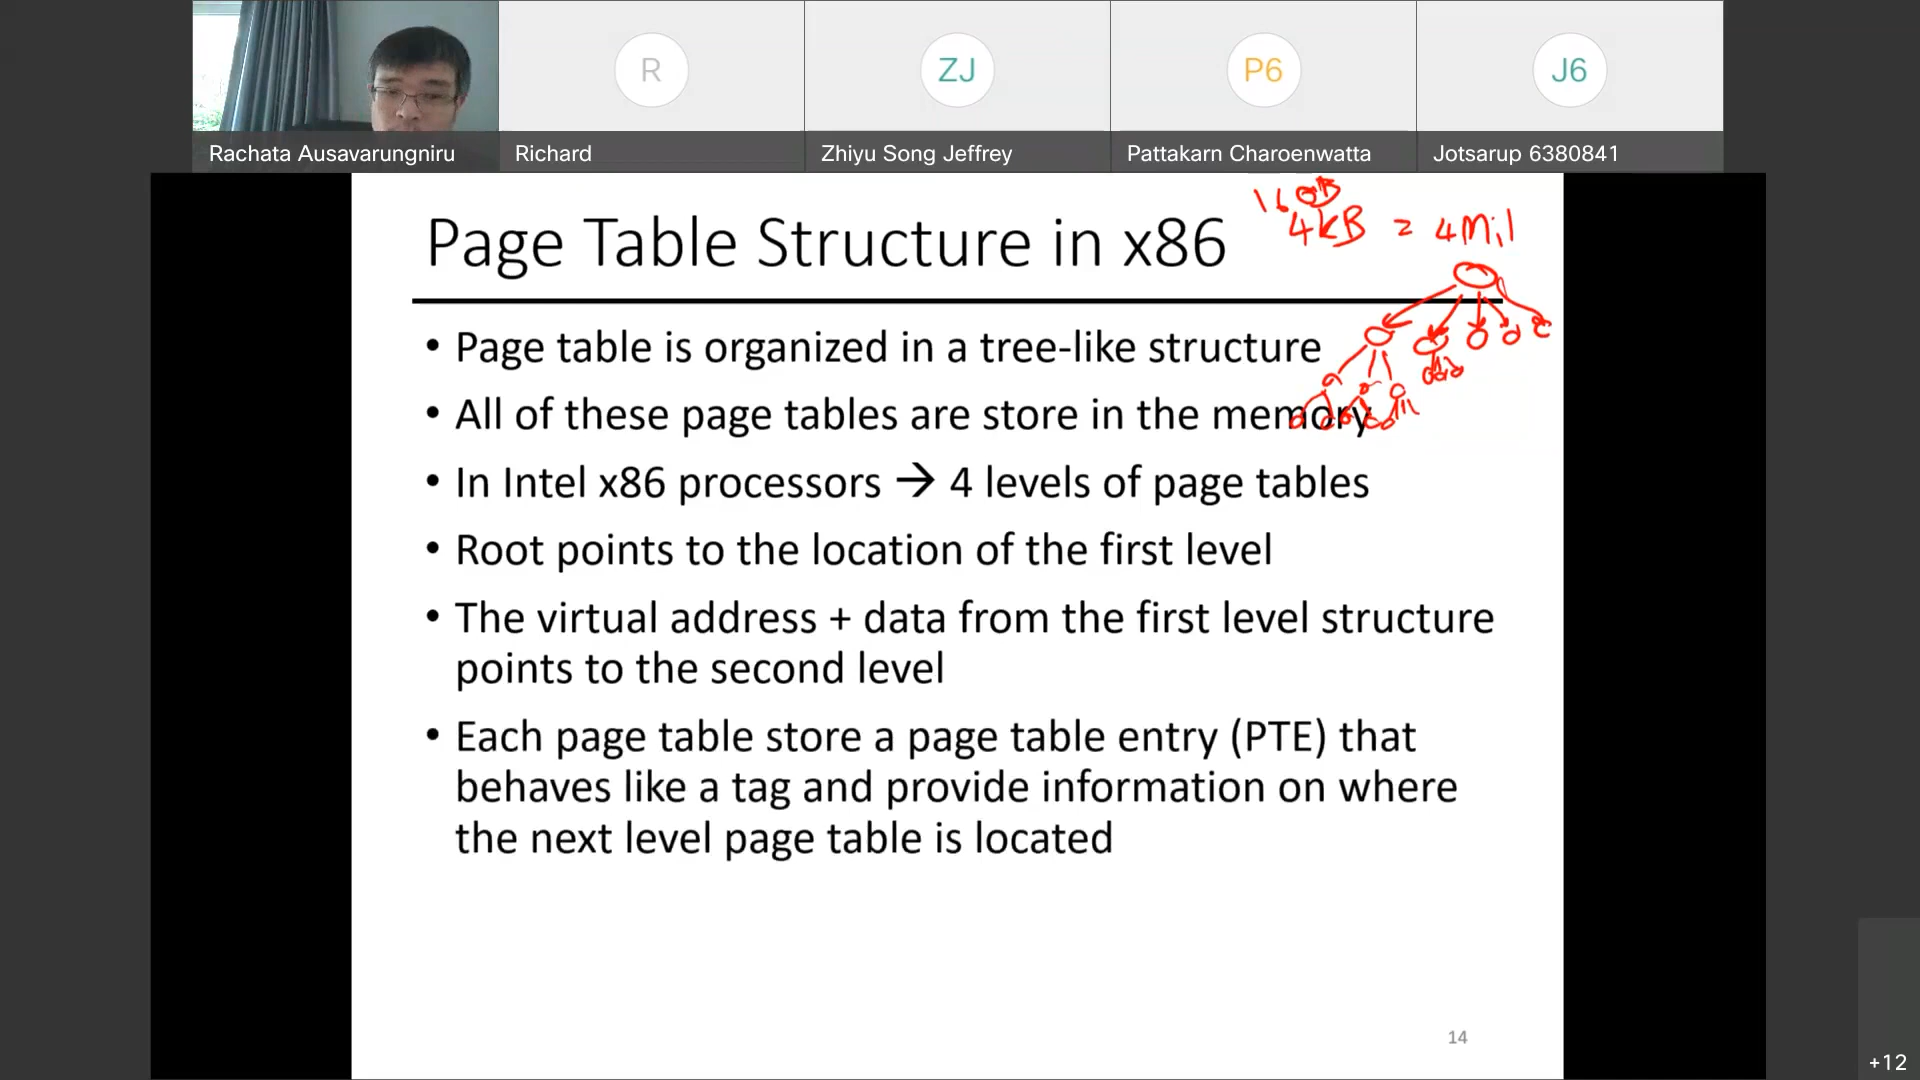 R
ZJ
P6
J6
Rachata Ausavarungniru
Richard
Zhiyu Song Jeffrey
Pattakarn Charoenwatta
Jotsarup 6380841
Page Table Structure in x86
16 GB
4KB = 4Mil
• Page table is organized in a tree-like structure
• All of these page tables are store in the memory
• In Intel x86 processors → 4 levels of page tables
• Root points to the location of the first level
• The virtual address + data from the first level structure
points to the second level
• Each page table store a page table entry (PTE) that
behaves like a tag and provide information on where
the next level page table is located
14
+12